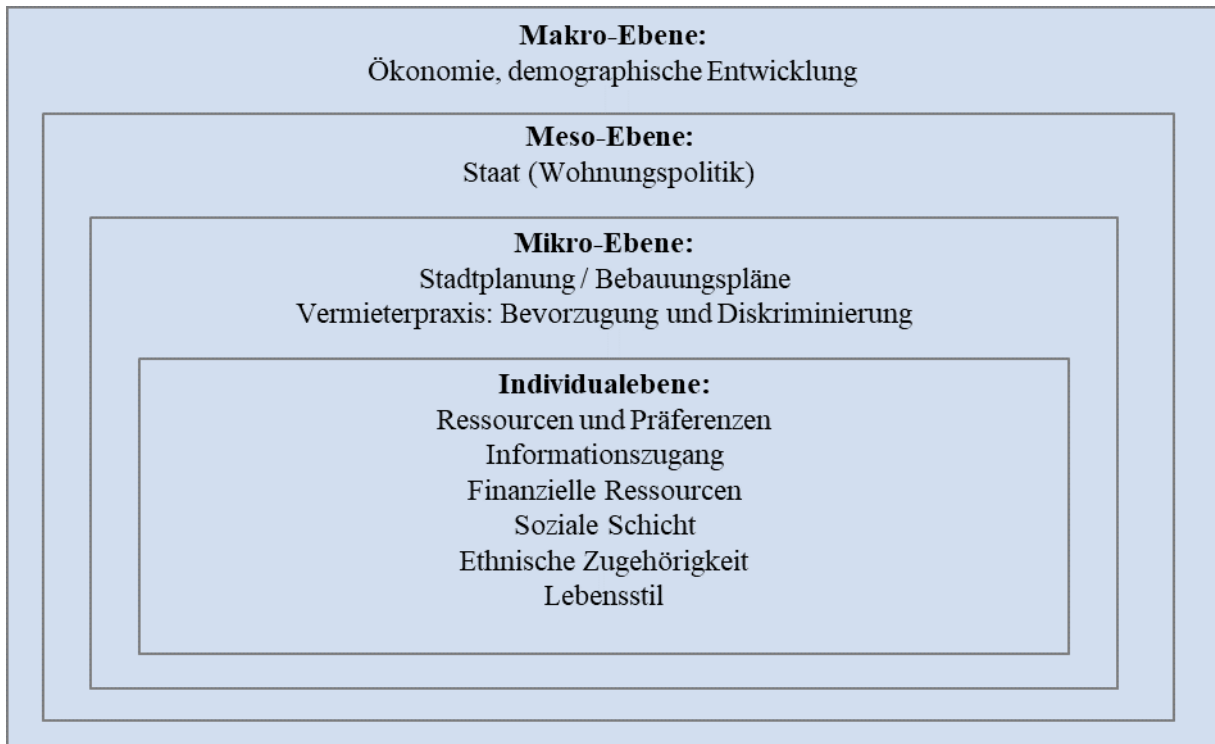 Makro-Ebene:
Ökonomie, demographische Entwicklung
Meso-Ebene:
Staat (Wohnungspolitik)
Mikro-Ebene:
Stadtplanung / Bebauungspläne
Vermieterpraxis: Bevorzugung und Diskriminierung
Individualebene:
Ressourcen und Präferenzen
Informationszugang
Finanzielle Ressourcen
Soziale Schicht
Ethnische Zugehörigkeit
Lebensstil